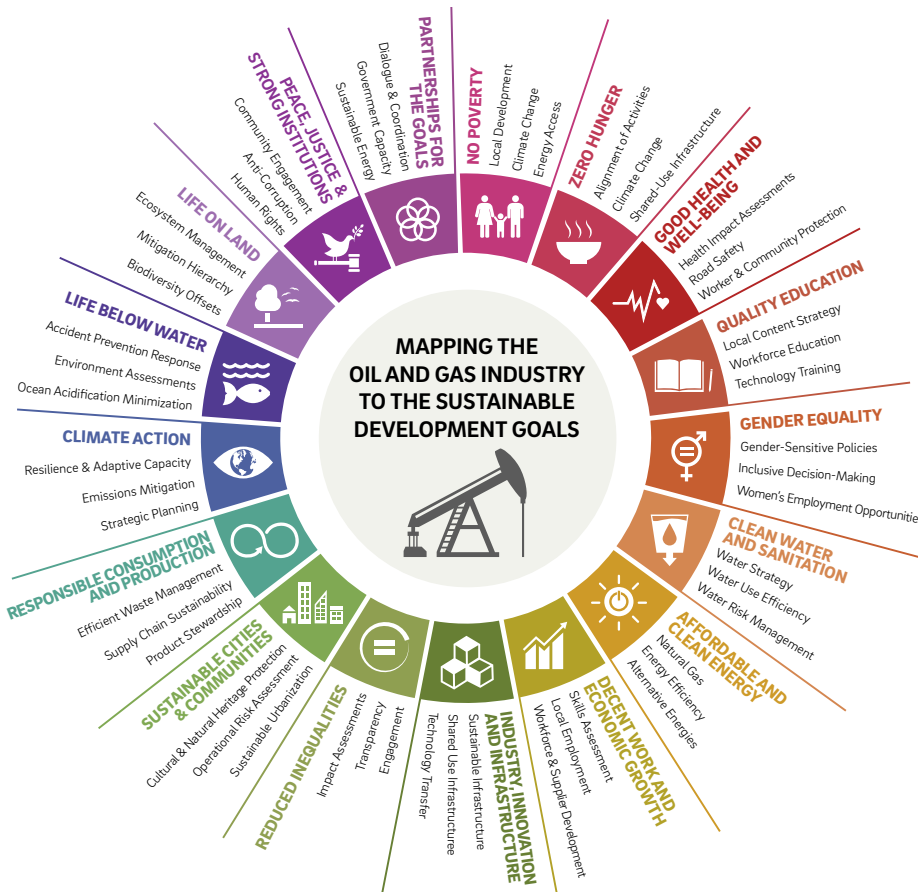 MAPPING THE
OIL AND GAS INDUSTRY
TO THE SUSTAINABLE
DEVELOPMENT GOALS
NO POVERTY
Local Development
Climate Change
Energy Access
ZERO HUNGER
Alignment of Activities
Climate Change
Shared-Use Infrastructure
GOOD HEALTH AND
WELL-BEING
Health Impact Assessments
Road Safety
Worker & Community Protection
QUALITY EDUCATION
Local Content Strategy
Workforce Education
Technology Training
GENDER EQUALITY
Gender-Sensitive Policies
Inclusive Decision-Making
Women's Employment Opportunities
CLEAN WATER
AND SANITATION
Water Strategy
Water Use Efficiency
Water Risk Management
AFFORDABLE AND
CLEAN ENERGY
Natural Gas
Energy Efficiency
Alternative Energies
DECENT WORK AND
ECONOMIC GROWTH
Skills Assessment
Local Employment
Workforce & Supplier Development
INDUSTRY, INNOVATION
AND INFRASTRUCTURE
Sustainable Infrastructure
Shared Use Infrastructuree
Technology Transfer
REDUCED INEQUALITIES
Impact Assessments
Transparency
Engagement
SUSTAINABLE CITIES
& COMMUNITIES
Cultural & Natural Heritage Protection
Operational Risk Assessment
Sustainable Urbanization
RESPONSIBLE CONSUMPTION
AND PRODUCTION
Efficient Waste Management
Supply Chain Sustainability
Product Stewardship
CLIMATE ACTION
Resilience & Adaptive Capacity
Emissions Mitigation
Strategic Planning
LIFE BELOW WATER
Accident Prevention Response
Environment Assessments
Ocean Acidification Minimization
LIFE ON LAND
Ecosystem Management
Mitigation Hierarchy
Biodiversity Offsets
PEACE, JUSTICE &
STRONG INSTITUTIONS
Community Engagement
Anti-Corruption
Human Rights
PARTNERSHIPS FOR
THE GOALS
Dialogue & Coordination
Government Capacity
Sustainable Energy